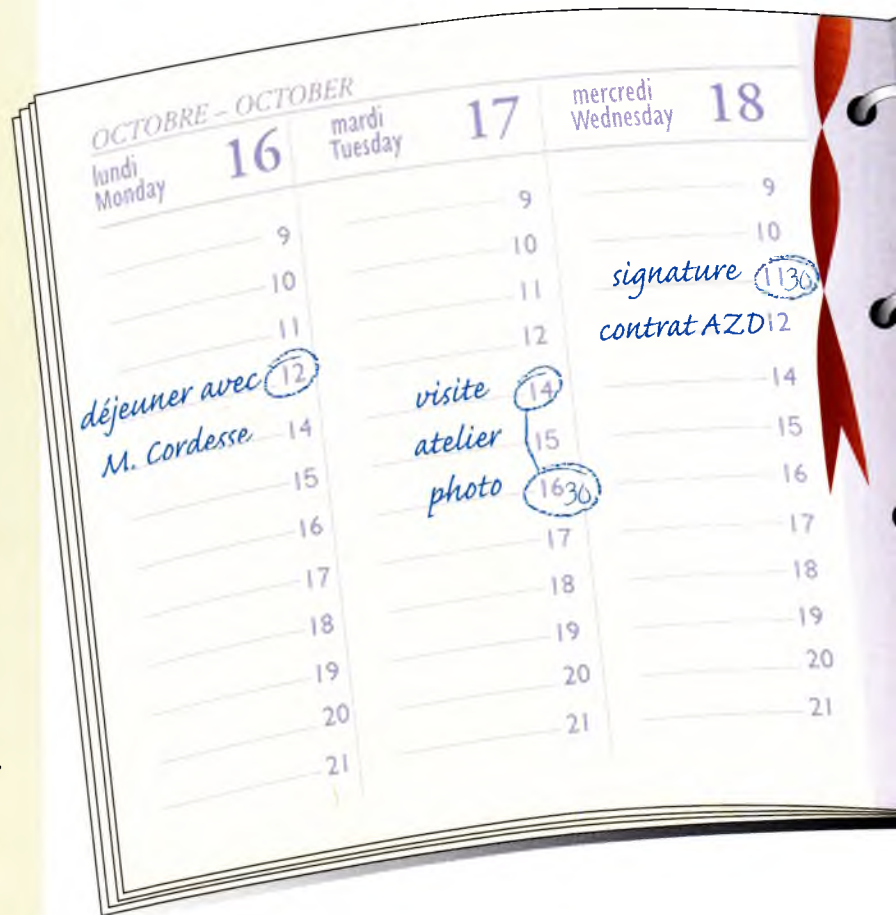 OCTOBRE – OCTOBER
lundi
Monday
16
9
10
11
déjeuner avec 12
M. Cordesse 14
15
16
17
18
19
20
21
mardi
Tuesday
17
9
10
11
12
visite 14
atelier 15
photo 1630
17
18
19
20
21
mercredi
Wednesday
18
9
10
signature 1130
contrat AZD 12
14
15
16
17
18
19
20
21